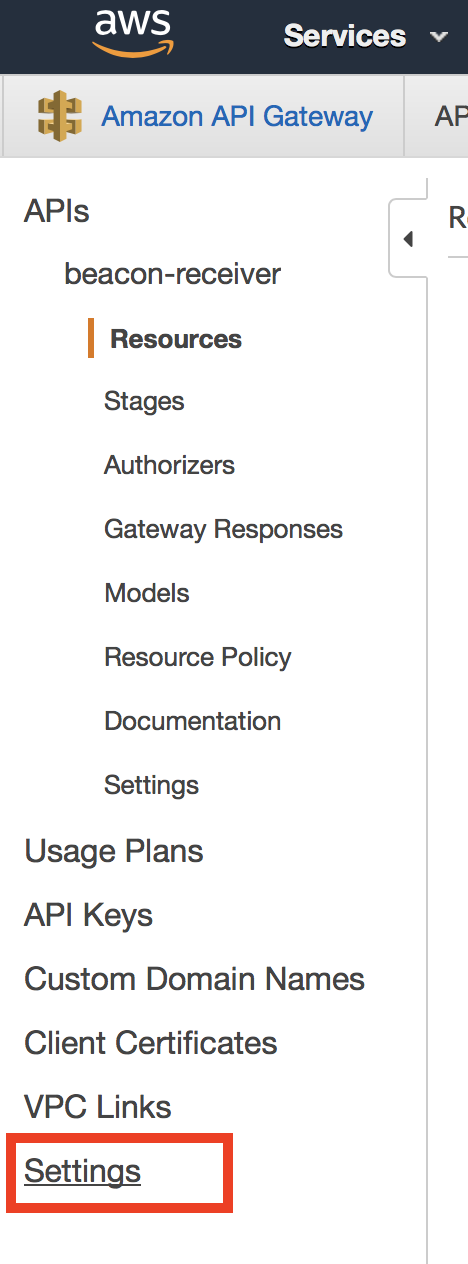 aws
Services
Amazon API Gateway
AP
APIs
R
beacon-receiver
Resources
Stages
Authorizers
Gateway Responses
Models
Resource Policy
Documentation
Settings
Usage Plans
API Keys
Custom Domain Names
Client Certificates
VPC Links
Settings